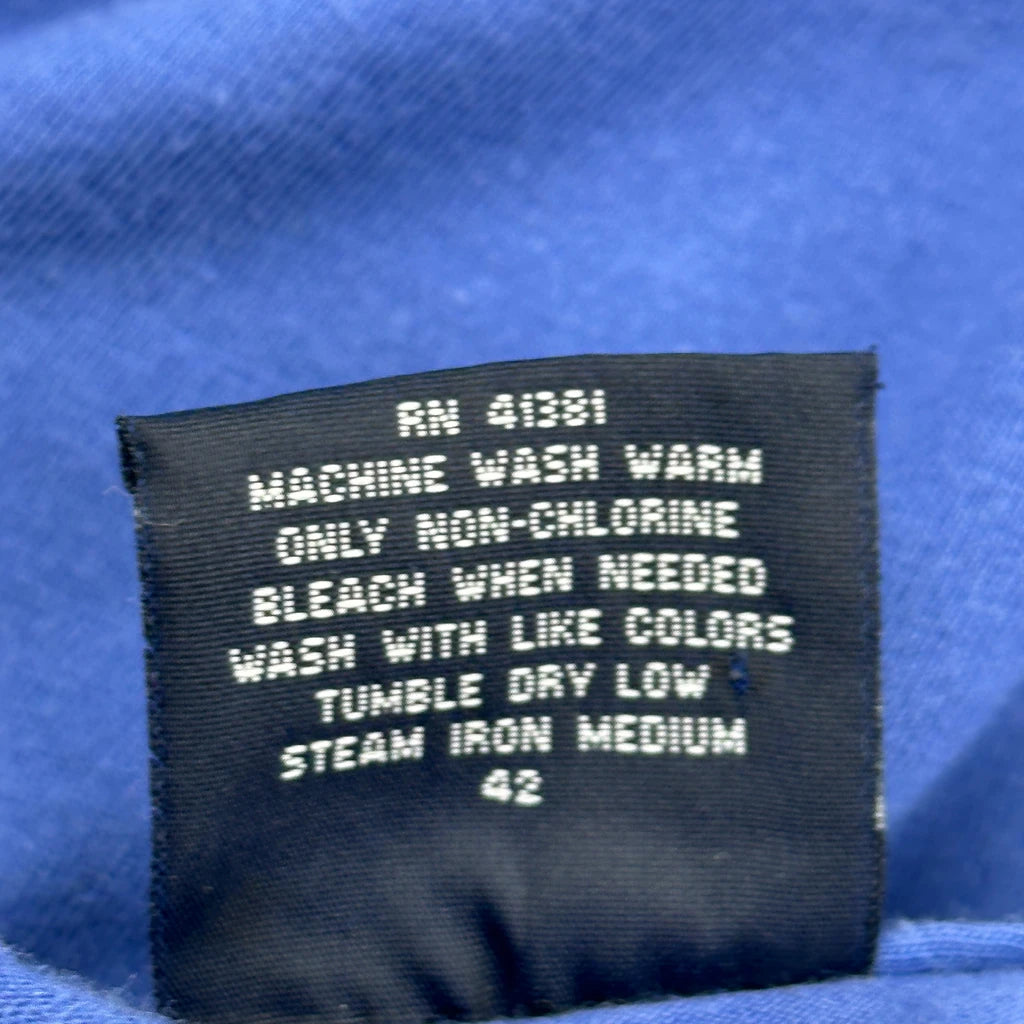 RN 41381
MACHINE WASH WARM
ONLY NON-CHLORINE
BLEACH WHEN NEEDED
WASH WITH LIKE COLORS
TUMBLE DRY LOW
STEAM IRON MEDIUM
42